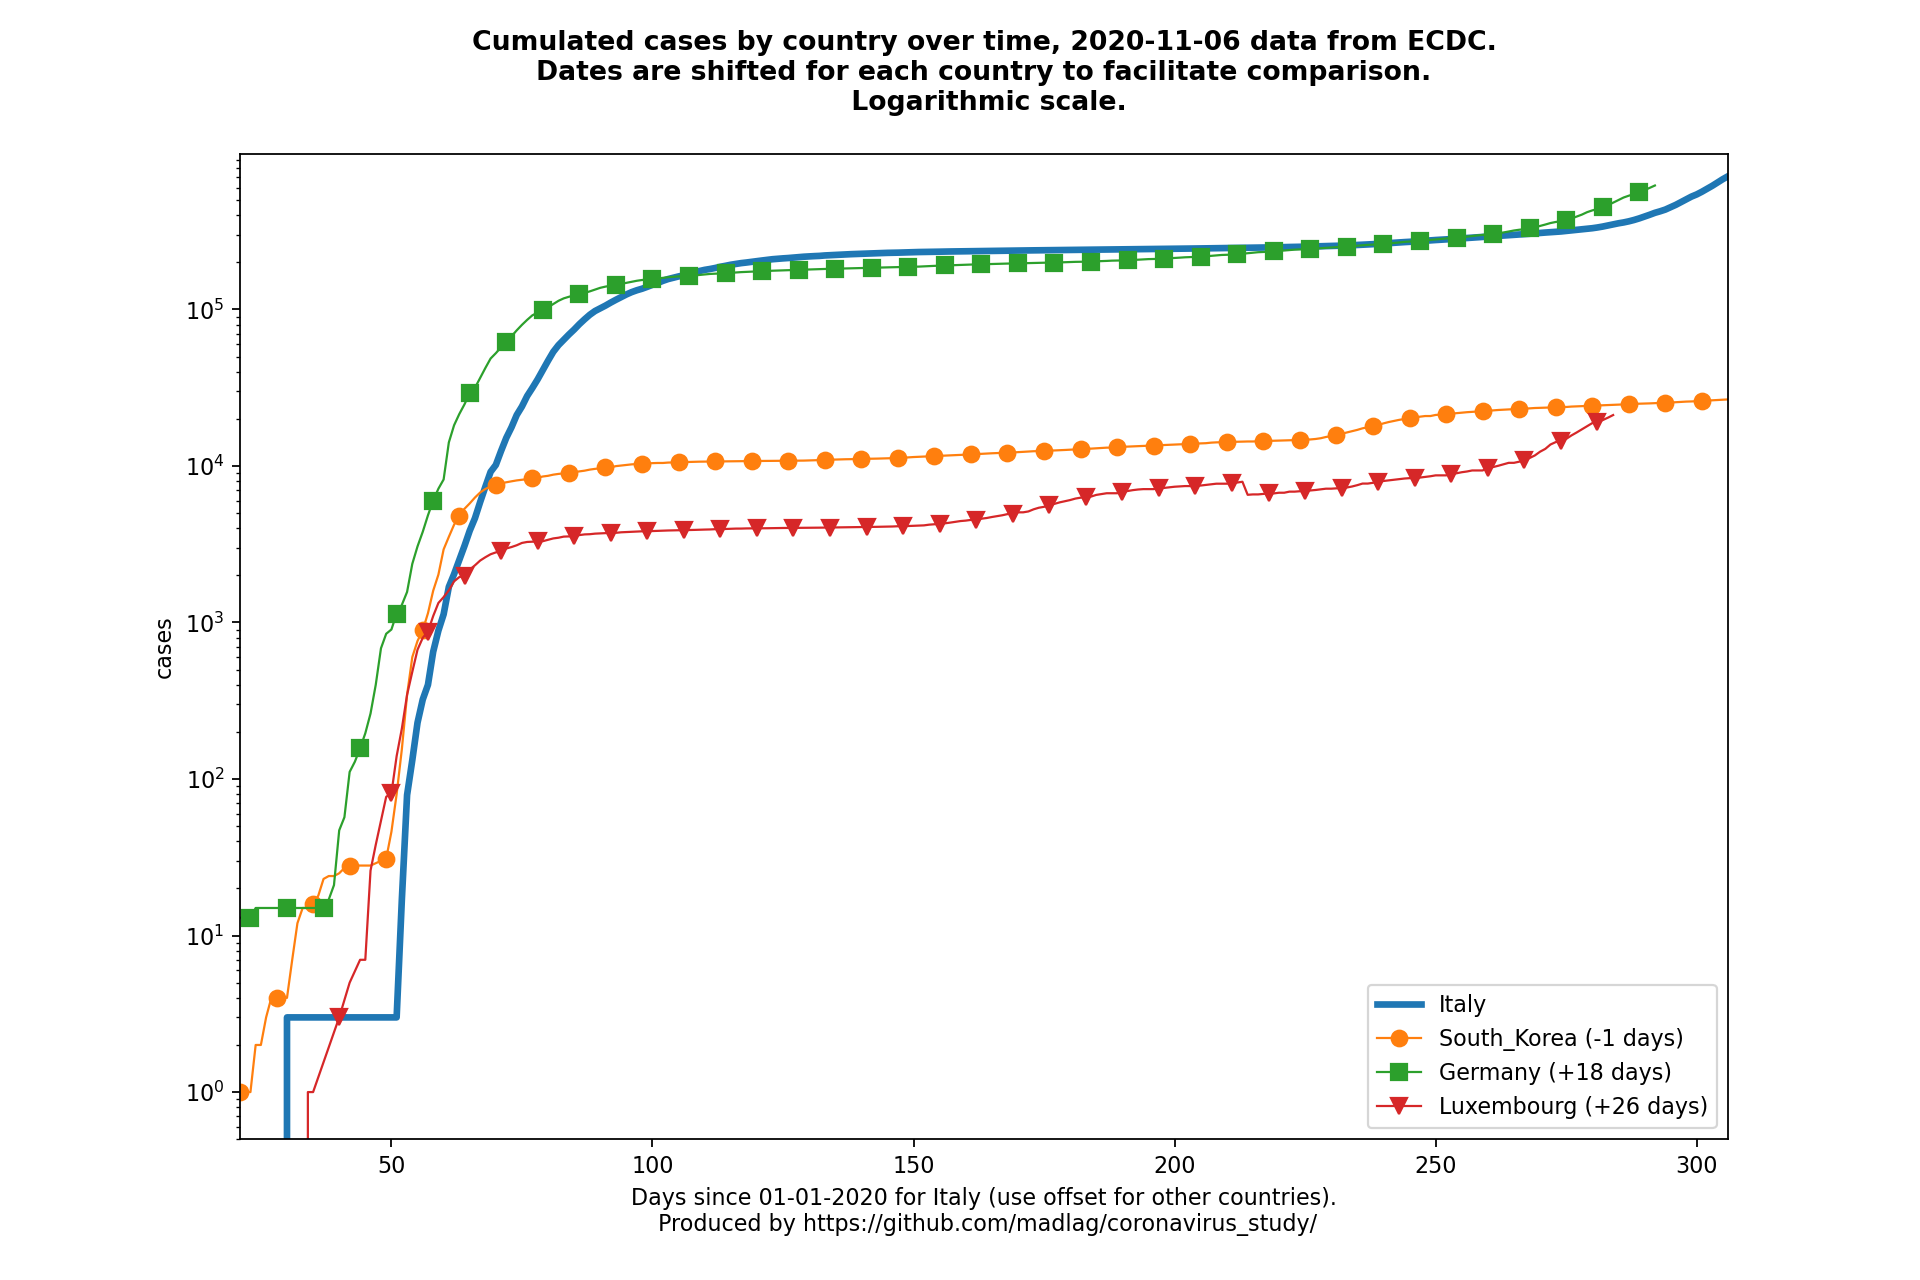 Cumulated cases by country over time, 2020-11-06 data from ECDC.
Dates are shifted for each country to facilitate comparison.
Logarithmic scale.
10^5
10^4
10^3
10^2
10^1
10^0
cases
Italy
South_Korea (-1 days)
Germany (+18 days)
Luxembourg (+26 days)
50 100 150 200 250 300
Days since 01-01-2020 for Italy (use offset for other countries).
Produced by https://github.com/madlag/coronavirus_study/